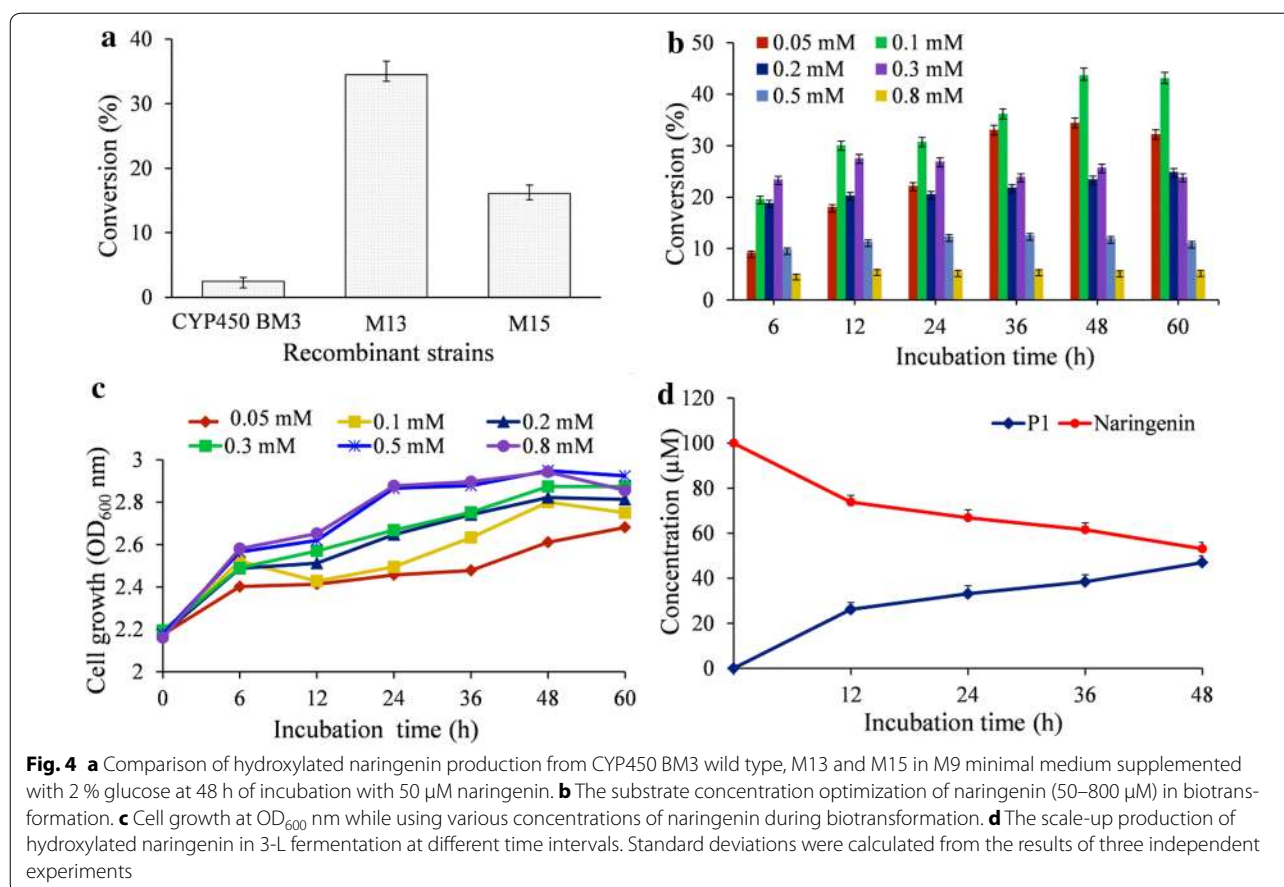 a
40
30
20
10
0
Conversion (%)
CYP450 BM3 M13 M15
Recombinant strains
b
0.05 mM 0.1 mM
0.2 mM 0.3 mM
0.5 mM 0.8 mM
50
40
30
20
10
0
Conversion (%)
6 12 24 36 48 60
Incubation time (h)
c
0.05 mM 0.1 mM 0.2 mM
0.3 mM 0.5 mM 0.8 mM
3
2.8
2.6
2.4
2.2
2
Cell growth (OD600 nm)
0 6 12 24 36 48 60
Incubation time (h)
d
P1 Naringenin
120
100
80
60
40
20
0
Concentration (µM)
12 24 36 48
Incubation time (h)
Fig. 4 a Comparison of hydroxylated naringenin production from CYP450 BM3 wild type, M13 and M15 in M9 minimal medium supplemented
with 2 % glucose at 48 h of incubation with 50 µM naringenin. b The substrate concentration optimization of naringenin (50–800 µM) in biotrans-
formation. c Cell growth at OD600 nm while using various concentrations of naringenin during biotransformation. d The scale-up production of
hydroxylated naringenin in 3-L fermentation at different time intervals. Standard deviations were calculated from the results of three independent
experiments